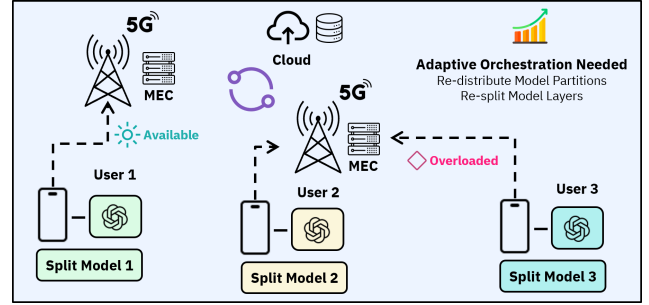 5G
MEC
Cloud
Adaptive Orchestration Needed
Re-distribute Model Partitions
Re-split Model Layers
5G
MEC
Available
Overloaded
User 1
User 2
User 3
Split Model 1
Split Model 2
Split Model 3